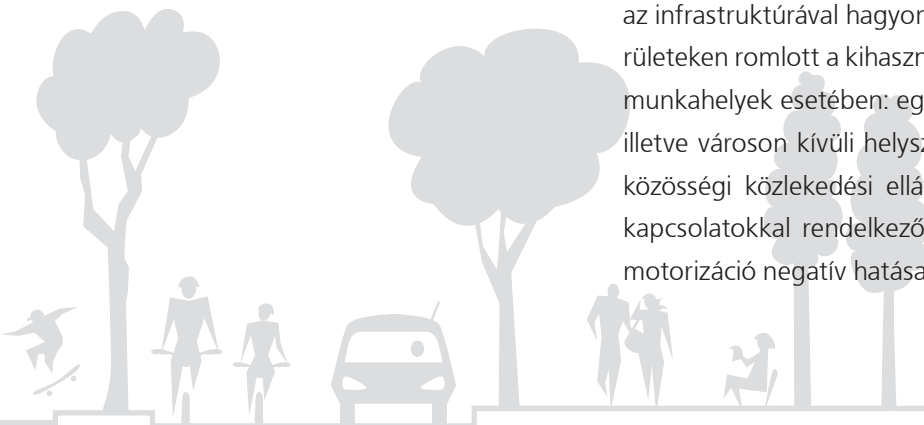 az infrastruktúrával hagyon
rületeken romlott a kihaszn
munkahelyek esetében: eg
illetve városon kívüli helysz
közösségi közlekedési ellá
kapcsolatokkal rendelkező
motorizáció negatív hatása